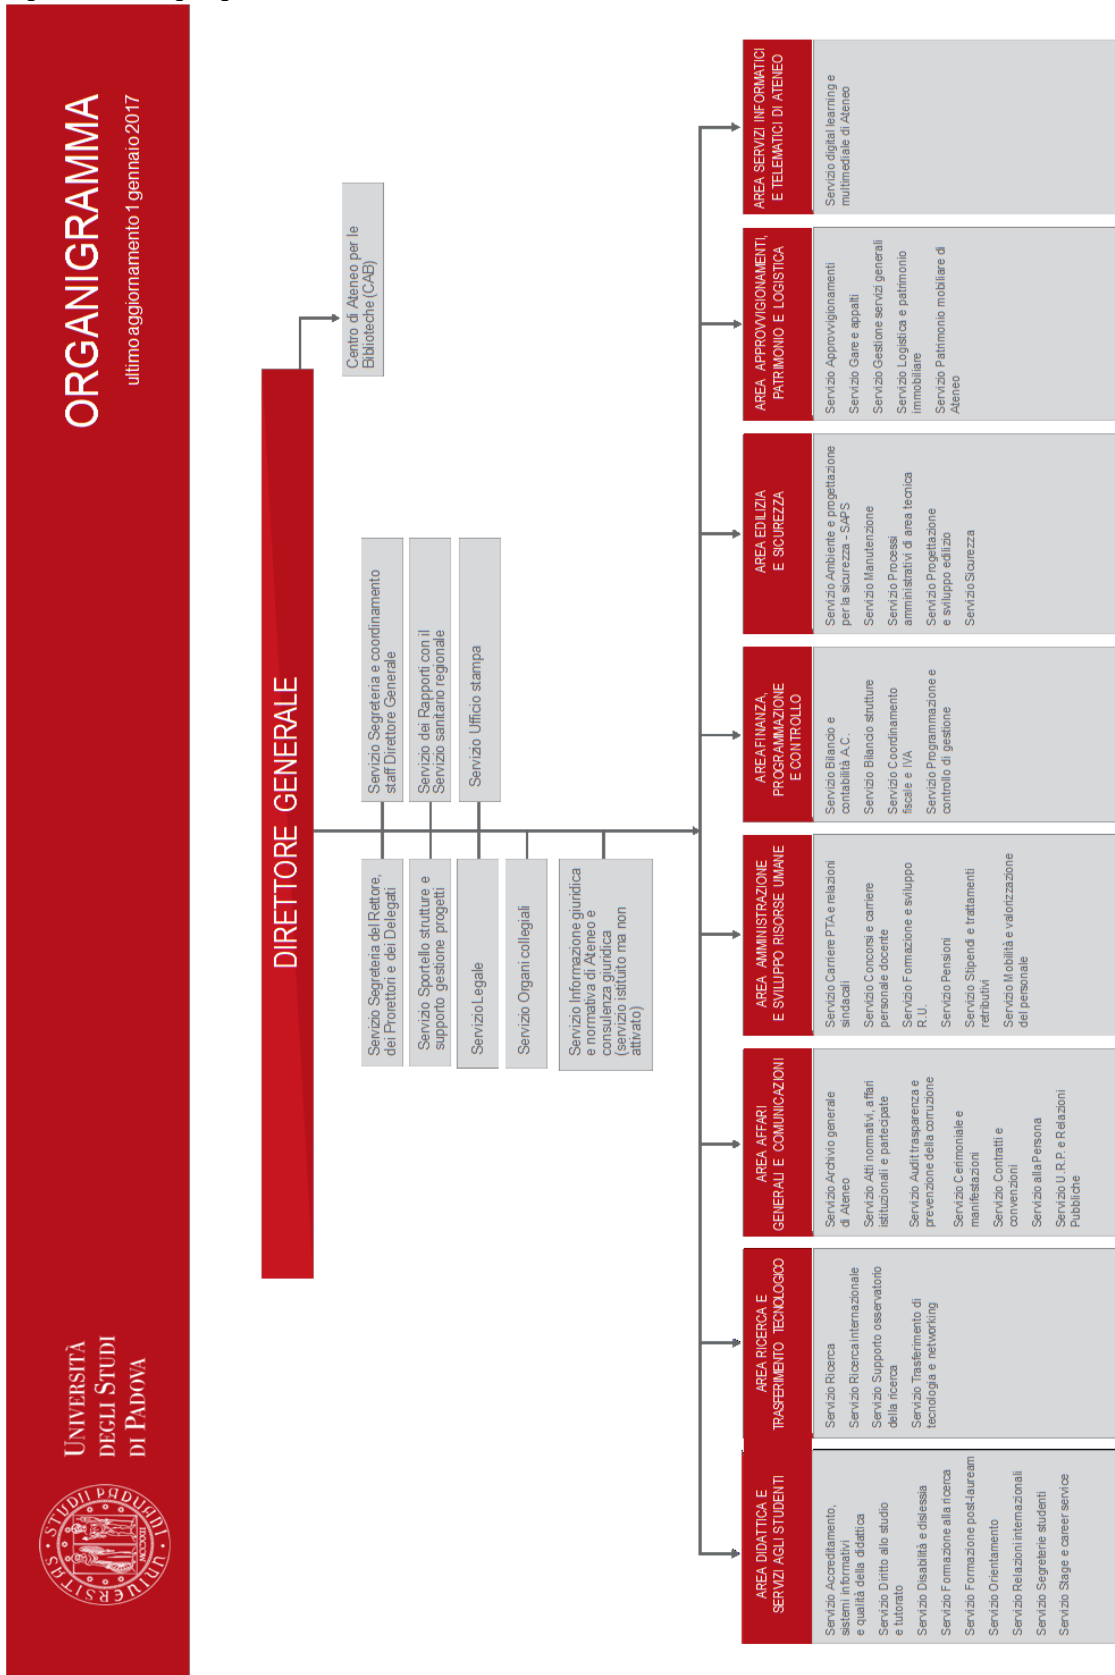 UNIVERSITÀ
DEGLI STUDI
DI PADOVA
ORGANIGRAMMA
ultimo aggiornamento 1 gennaio 2017
DIRETTORE GENERALE
Centro di Ateneo per le
Biblioteche (CAB)
Servizio Segreteria del Rettore,
dei Prorettori e dei Delegati
Servizio Segreteria e coordinamento
staff Direttore Generale
Servizio Sportello strutture e
supporto gestione progetti
Servizio dei Rapporti con il
Servizio sanitario regionale
Servizio Legale
Servizio Ufficio stampa
Servizio Organi collegiali
Servizio Informazione giuridica
e normativa di Ateneo e
consulenza giuridica
(servizio istituito ma non
attivato)
AREA DIDATTICA E
SERVIZI AGLI STUDENTI
Servizio Accreditamento,
sistemi informativi
e qualità della didattica
Servizio Diritto allo studio
e tutorato
Servizio Disabilità e dislessia
Servizio Formazione alla ricerca
Servizio Formazione post-lauream
Servizio Orientamento
Servizio Relazioni internazionali
Servizio Segreterie studenti
Servizio Stage e career service
AREA RICERCA E
TRASFERIMENTO TECNOLOGICO
Servizio Ricerca
Servizio Ricerca internazionale
Servizio Supporto osservatorio
della ricerca
Servizio Trasferimento di
tecnologia e networking
AREA AFFARI
GENERALI E COMUNICAZIONI
Servizio Archivio generale
di Ateneo
Servizio Atti normativi, affari
istituzionali e partecipate
Servizio Audit trasparenza e
prevenzione della corruzione
Servizio Cerimoniale e
manifestazioni
Servizio Contratti e
convenzioni
Servizio alla Persona
Servizio U.R.P. e Relazioni
Pubbliche
AREA AMMINISTRAZIONE
E SVILUPPO RISORSE UMANE
Servizio Carriere PTA e relazioni
sindacali
Servizio Concorsi e carriere
personale docente
Servizio Formazione e sviluppo
R.U.
Servizio Pensioni
Servizio Stipendi e trattamenti
retributivi
Servizio Mobilità e valorizzazione
del personale
AREA FINANZA,
PROGRAMMAZIONE
E CONTROLLO
Servizio Bilancio e
contabilità A.C.
Servizio Bilancio strutture
Servizio Coordinamento
fiscale e IVA
Servizio Programmazione e
controllo di gestione
AREA EDILIZIA
E SICUREZZA
Servizio Ambiente e progettazione
per la sicurezza - SAPS
Servizio Manutenzione
Servizio Processi
amministrativi di area tecnica
Servizio Progettazione
e sviluppo edilizio
Servizio Sicurezza
AREA APPROVVIGIONAMENTI,
PATRIMONIO E LOGISTICA
Servizio Approvvigionamenti
Servizio Gare e appalti
Servizio Gestione servizi generali
Servizio Logistica e patrimonio
immobiliare
Servizio Patrimonio mobiliare di
Ateneo
AREA SERVIZI INFORMATICI
E TELEMATICI DI ATENEO
Servizio digital learning e
multimediale di Ateneo